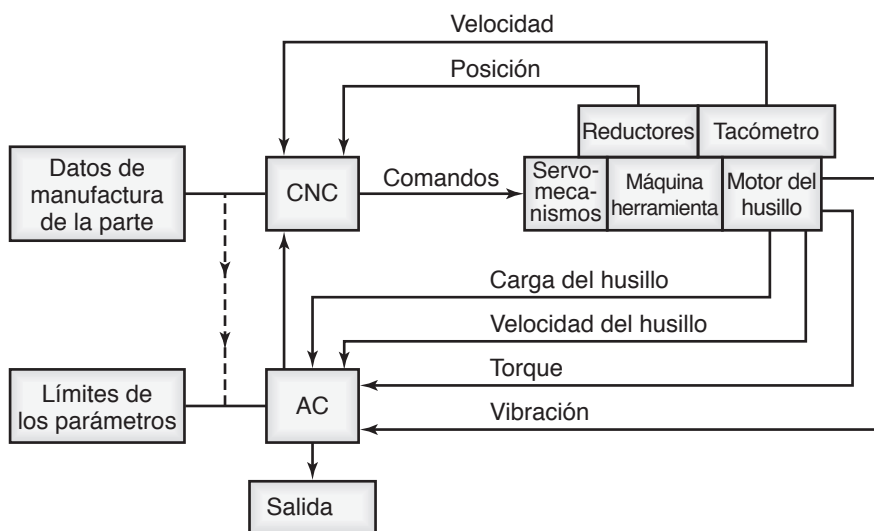 Velocidad
Posición
Reductores
Tacómetro
Datos de
manufactura
de la parte
CNC
Comandos
Servo-
meca-
nismos
Máquina
herramienta
Motor del
husillo
Carga del husillo
Velocidad del husillo
Torque
Vibración
Límites de
los parámetros
AC
Salida